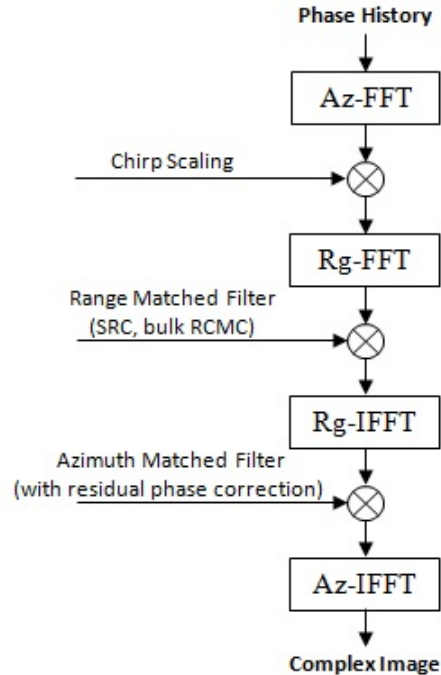 Phase History
Az-FFT
Chirp Scaling
Rg-FFT
Range Matched Filter
(SRC, bulk RCMC)
Rg-IFFT
Azimuth Matched Filter
(with residual phase correction)
Az-IFFT
Complex Image